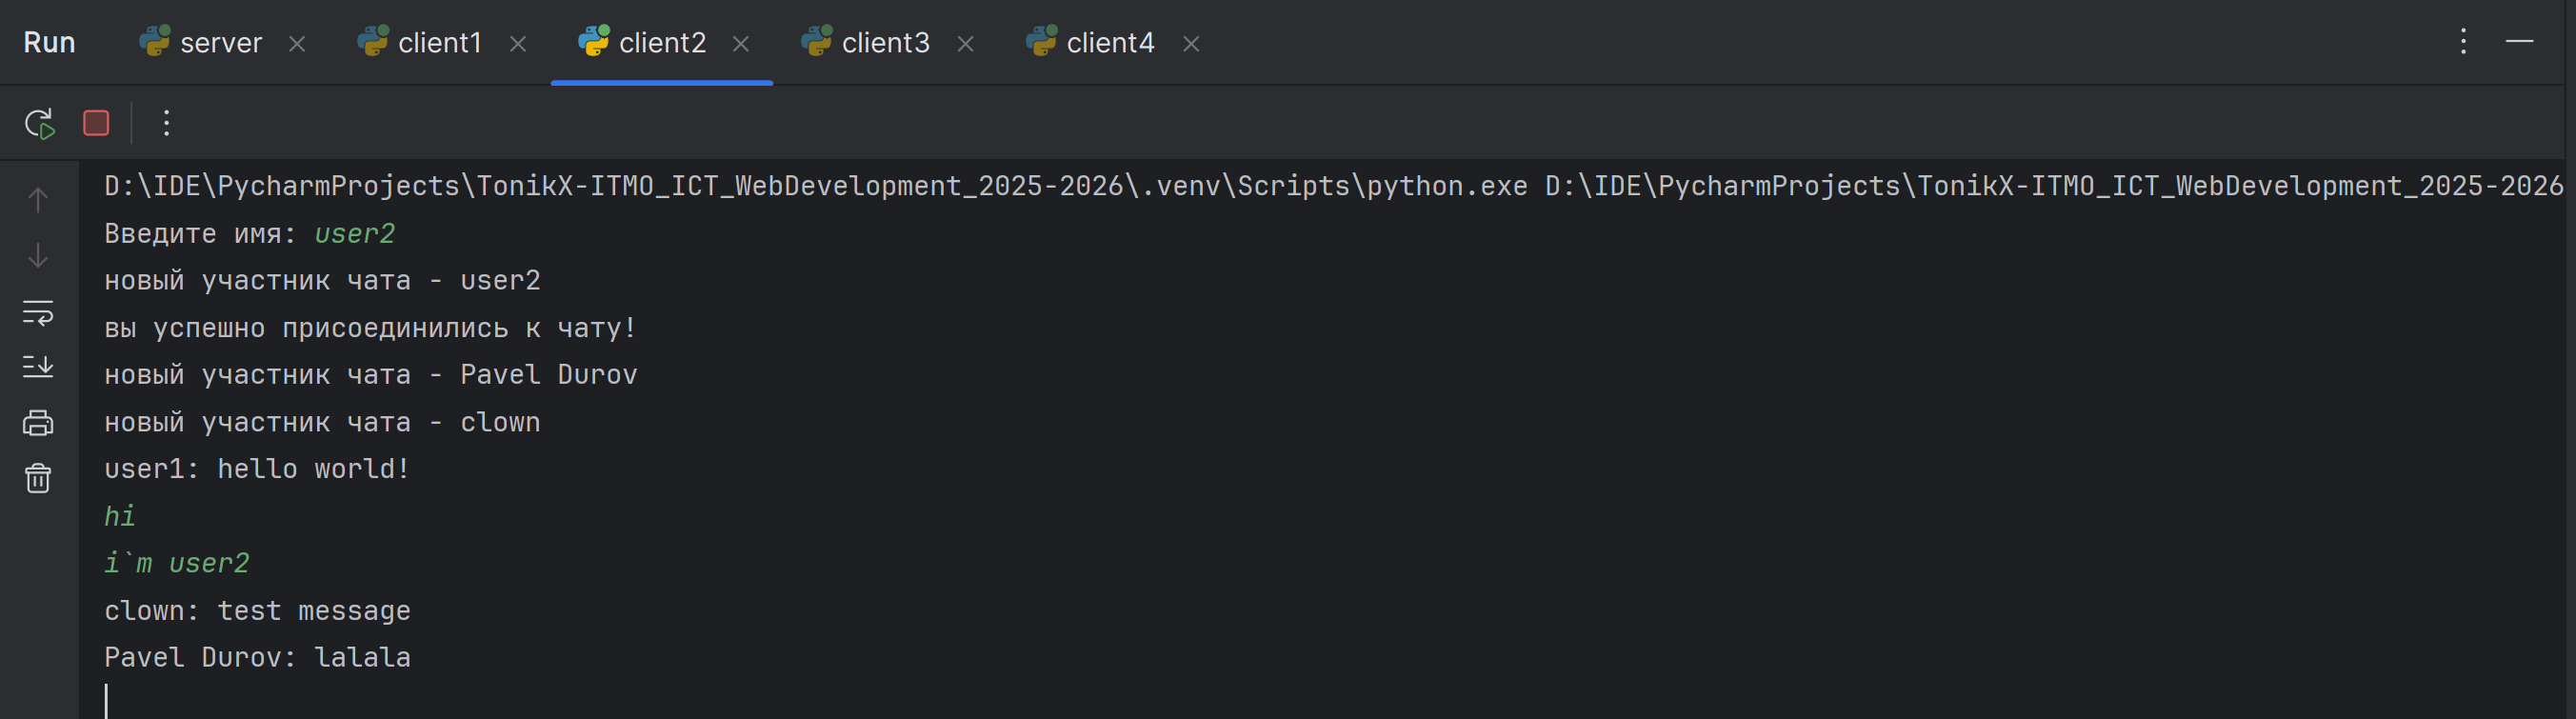 Run server client1 client2 client3 client4
D:\IDE\PycharmProjects\TonikX-ITMO_ICT_WebDevelopment_2025-2026\.venv\Scripts\python.exe D:\IDE\PycharmProjects\TonikX-ITMO_ICT_WebDevelopment_2025-2026
Введите имя: user2
новый участник чата - user2
вы успешно присоединились к чату!
новый участник чата - Pavel Durov
новый участник чата - clown
user1: hello world!
hi
i`m user2
clown: test message
Pavel Durov: lalala